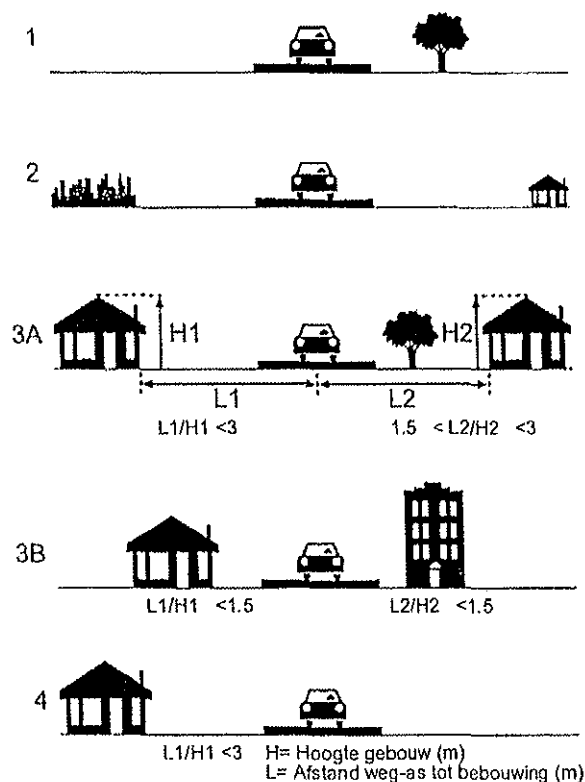 1
2
3A
H1
H2
L1
L2
L1/H1 <3
1.5 < L2/H2 <3
3B
L1/H1 <1.5
L2/H2 <1.5
4
L1/H1 <3
H= Hoogte gebouw (m)
L= Afstand weg-as tot bebouwing (m)